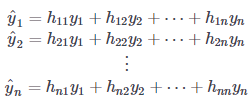 ŷ₁ = h₁₁y₁ + h₁₂y₂ + ⋯ + h₁ₙyₙ
ŷ₂ = h₂₁y₁ + h₂₂y₂ + ⋯ + h₂ₙyₙ
⋮
ŷₙ = hₙ₁y₁ + hₙ₂y₂ + ⋯ + hₙₙyₙ